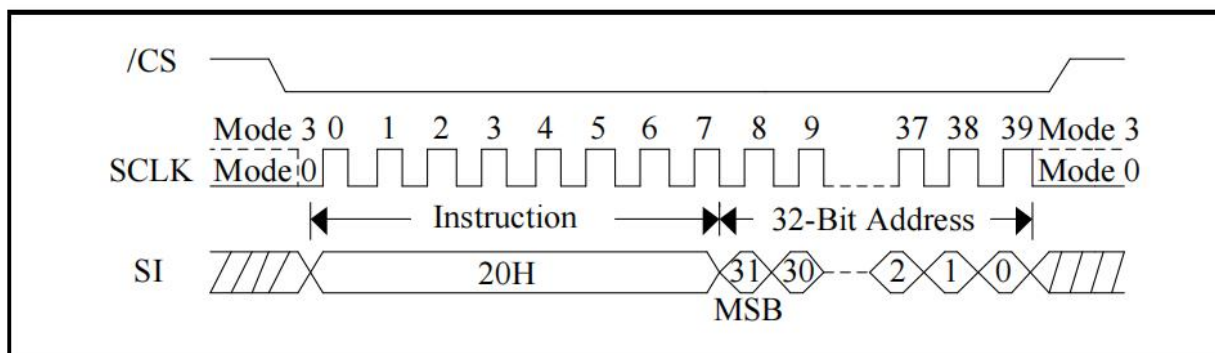 /CS
Mode 3 0 1 2 3 4 5 6 7 8 9 37 38 39 Mode 3
SCLK Mode 0 Mode 0
Instruction 32-Bit Address
SI 20H 31 30 2 1 0
MSB